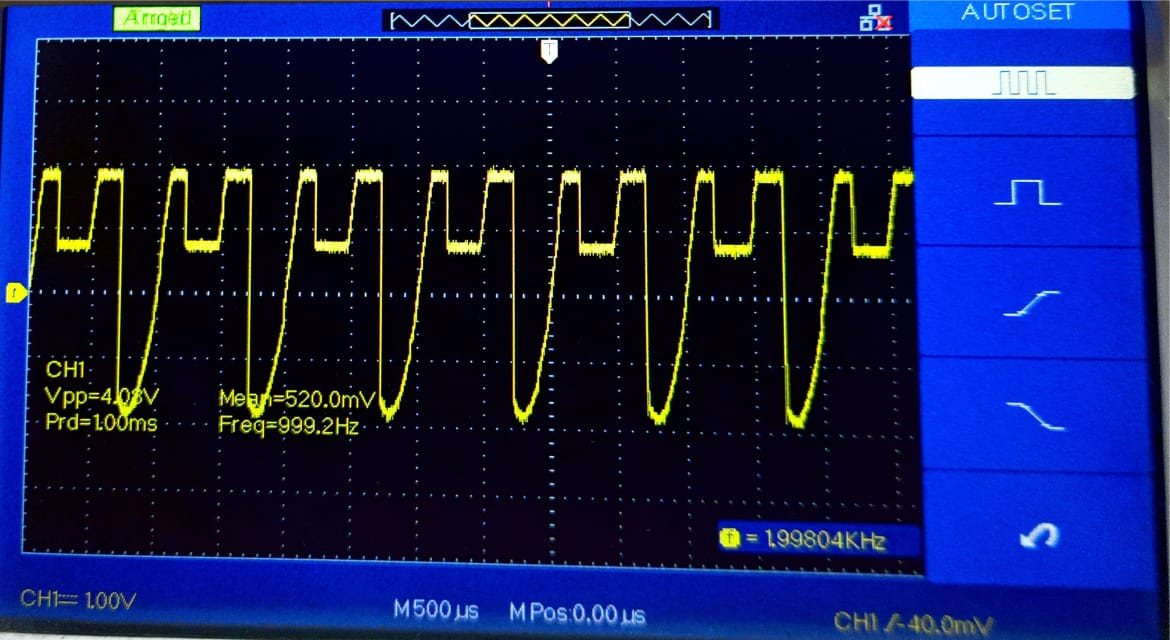 Armed
AUTOSET
T
CH1
Vpp=4.08V Mean=520.0mV
Prd=1.00ms Freq=999.2Hz
f = 1.99804KHz
CH1 1.00V M500µs MPos:0.00µs CH1 -40.0mV